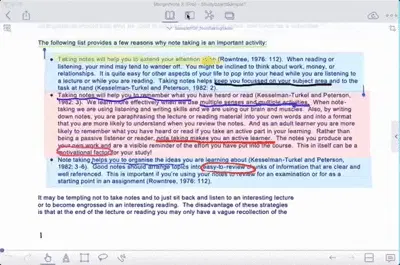 The following list provides a few reasons why note taking is an important activity:
Taking notes will help you to extend your attention span (Rowntree, 1976: 112). When reading or
listening, your mind may tend to wander off. You might be inclined to think about work, money, or
relationships. It is quite easy for other aspects of your life to pop into your head while you are listening to
a lecture or while you are reading. Taking notes helps keep you focussed on your subject area and to the
task at hand (Kesselman-Turkel and Peterson, 1982: 2).
Taking notes will help you to remember what you have heard or read (Kesselman-Turkel and Peterson,
1982: 3). We learn more effectively when we use multiple senses and multiple activities. When note-
taking we are using listening and writing skills and we are using our brain and muscles. Also, by writing
down notes, you are paraphrasing the lecture or reading material into your own words and into a format
that you are more likely to understand when you review the notes. And as an adult learner you are more
likely to remember what you have heard or read if you take an active part in your learning. Rather than
being a passive listener or reader, note taking makes you an active learner. The notes you produce are
your own work and are a visible reminder of the effort you have put into the course. This in itself can be a
motivational factor for your study!
Note taking helps you to organise the ideas you are learning about (Kesselman-Turkel and Peterson,
1982: 3-6). Good notes should arrange topics into easy-to-review chunks of information that are clear and
well referenced. This is important if you're using your notes to review for an examination or for as a
starting point in an assignment (Rowntree, 1976: 112).
It may be tempting not to take notes and to just sit back and listen to an interesting lecture
or to become engrossed in an interesting reading. The disadvantage of these strategies
is that at the end of the lecture or reading you may only have a vague recollection of the
1